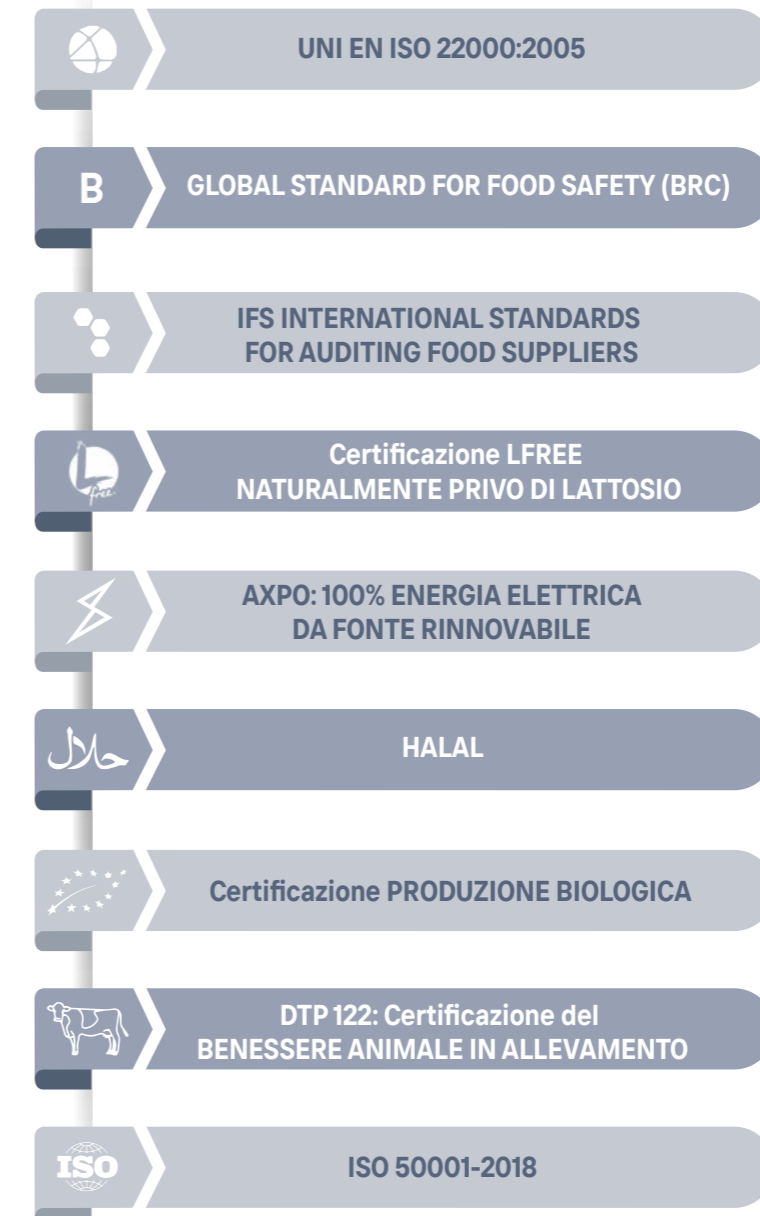 UNI EN ISO 22000:2005
B
GLOBAL STANDARD FOR FOOD SAFETY (BRC)
IFS INTERNATIONAL STANDARDS
FOR AUDITING FOOD SUPPLIERS
L
free.
Certificazione LFREE
NATURALMENTE PRIVO DI LATTOSIO
AXPO: 100% ENERGIA ELETTRICA
DA FONTE RINNOVABILE
حلال
HALAL
Certificazione PRODUZIONE BIOLOGICA
DTP 122: Certificazione del
BENESSERE ANIMALE IN ALLEVAMENTO
ISO
ISO 50001-2018